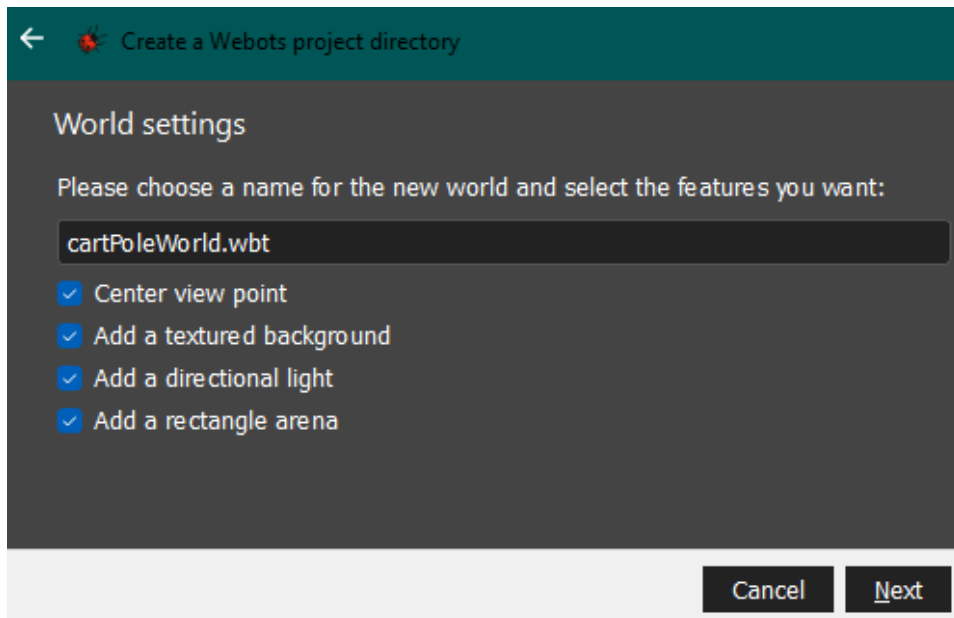 Create a Webots project directory
World settings
Please choose a name for the new world and select the features you want:
cartPoleWorld.wbt
Center view point
Add a textured background
Add a directional light
Add a rectangle arena
Cancel
Next